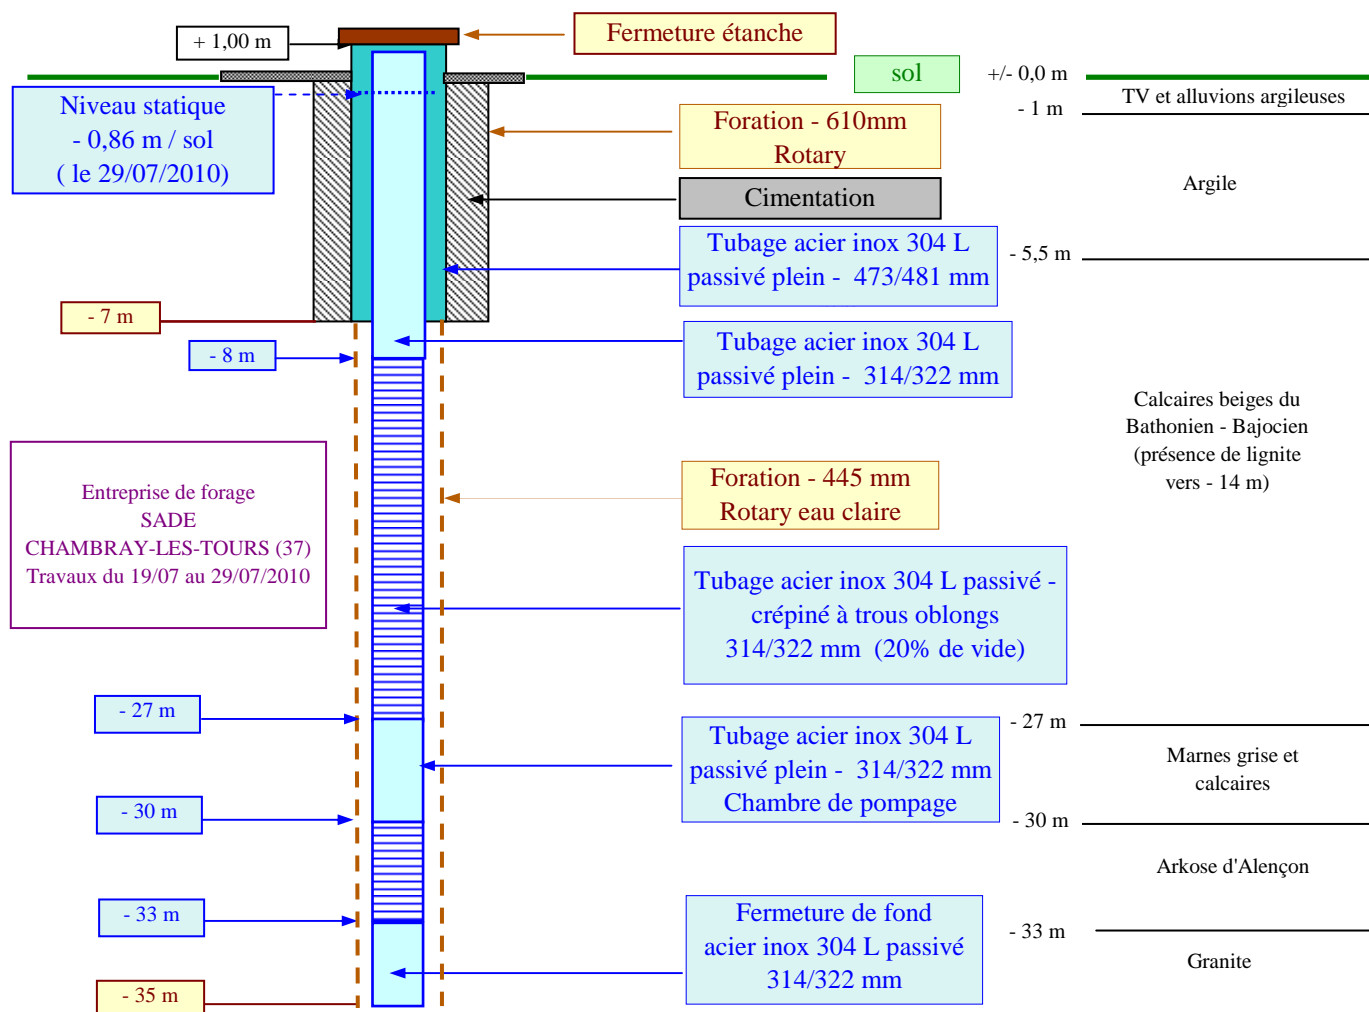 + 1,00 m
Fermeture étanche
sol
+/- 0,0 m
TV et alluvions argileuses
- 1 m
Niveau statique
- 0,86 m / sol
( le 29/07/2010)
Foration - 610mm
Rotary
Argile
Cimentation
Tubage acier inox 304 L
passivé plein -  473/481 mm
- 5,5 m
- 7 m
- 8 m
Tubage acier inox 304 L
passivé plein -  314/322 mm
Calcaires beiges du
Bathonien - Bajocien
(présence de lignite
vers - 14 m)
Entreprise de forage
SADE
CHAMBRAY-LES-TOURS (37)
Travaux du 19/07 au 29/07/2010
Foration - 445 mm
Rotary eau claire
Tubage acier inox 304 L passivé -
crépiné à trous oblongs
314/322 mm  (20% de vide)
- 27 m
Tubage acier inox 304 L
passivé plein -  314/322 mm
Chambre de pompage
- 27 m
Marnes grise et
calcaires
- 30 m
- 30 m
Arkose d'Alençon
- 33 m
Fermeture de fond
acier inox 304 L passivé
314/322 mm
- 33 m
Granite
- 35 m